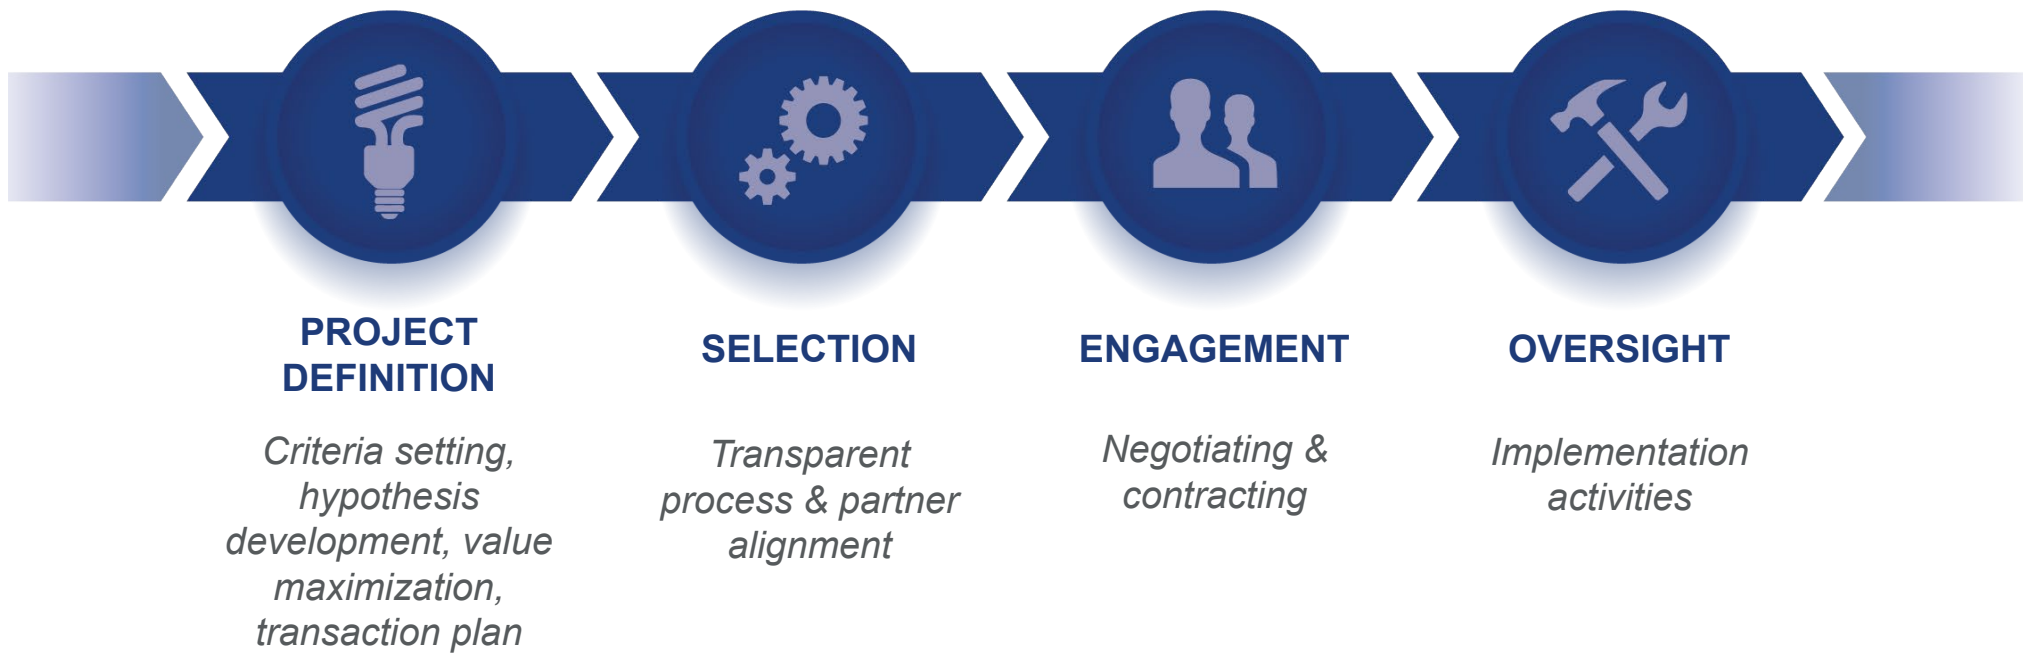 PROJECT
DEFINITION
Criteria setting,
hypothesis
development, value
maximization,
transaction plan
SELECTION
Transparent
process & partner
alignment
ENGAGEMENT
Negotiating &
contracting
OVERSIGHT
Implementation
activities